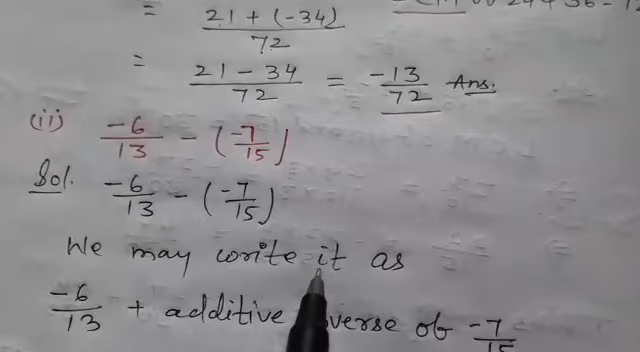 = 21 + (-34) / 72
= 21 - 34 / 72 = -13 / 72 Ans.
(ii) -6/13 - (-7/15)
Sol. -6/13 - (-7/15)
We may write it as
-6/13 + additive verse of -7/15